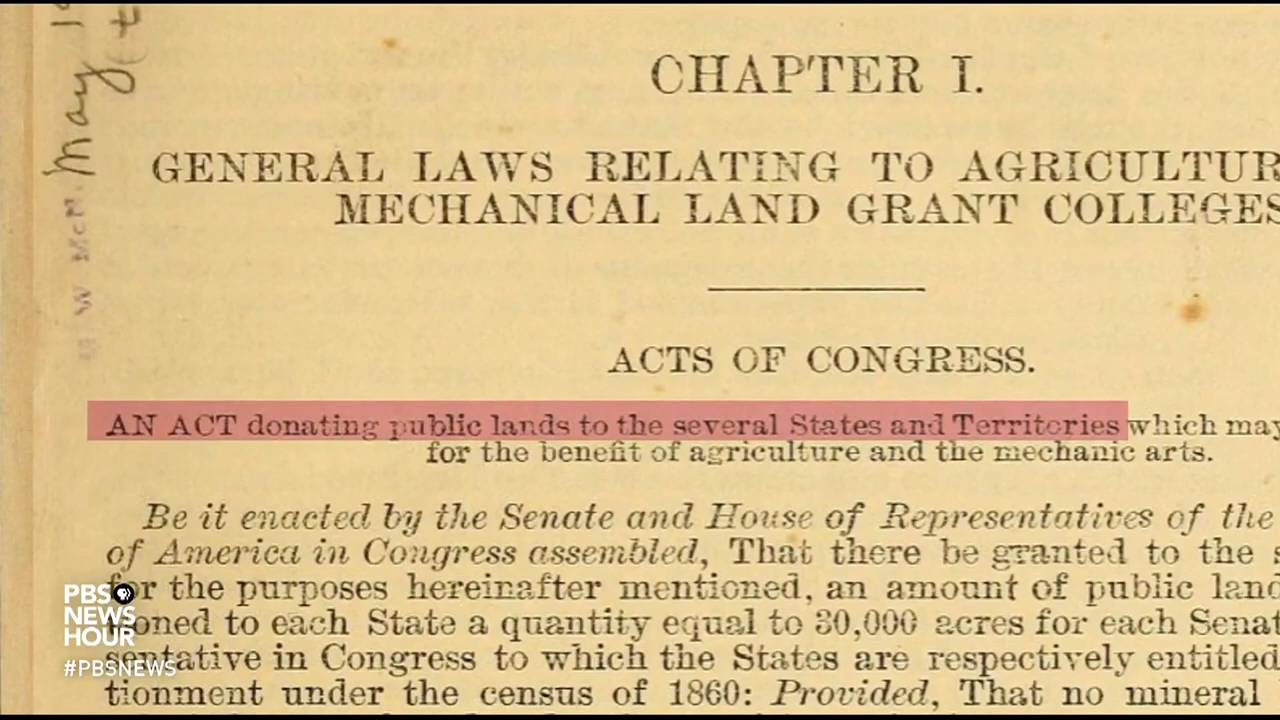 May
CHAPTER I.
GENERAL LAWS RELATING TO AGRICULTUR
MECHANICAL LAND GRANT COLLEGES
ACTS OF CONGRESS.
AN ACT donating public lands to the several States and Territories which may
for the benefit of agriculture and the mechanic arts.
Be it enacted by the Senate and House of Representatives of the
of America in Congress assembled, That there be granted to the s
for the purposes hereinafter mentioned, an amount of public land
tioned to each State a quantity equal to 30,000 acres for each Senat
sentative in Congress to which the States are respectively entitled
tionment under the census of 1860: Provided, That no mineral
PBS
NEWS
HOUR
#PBSNEWS